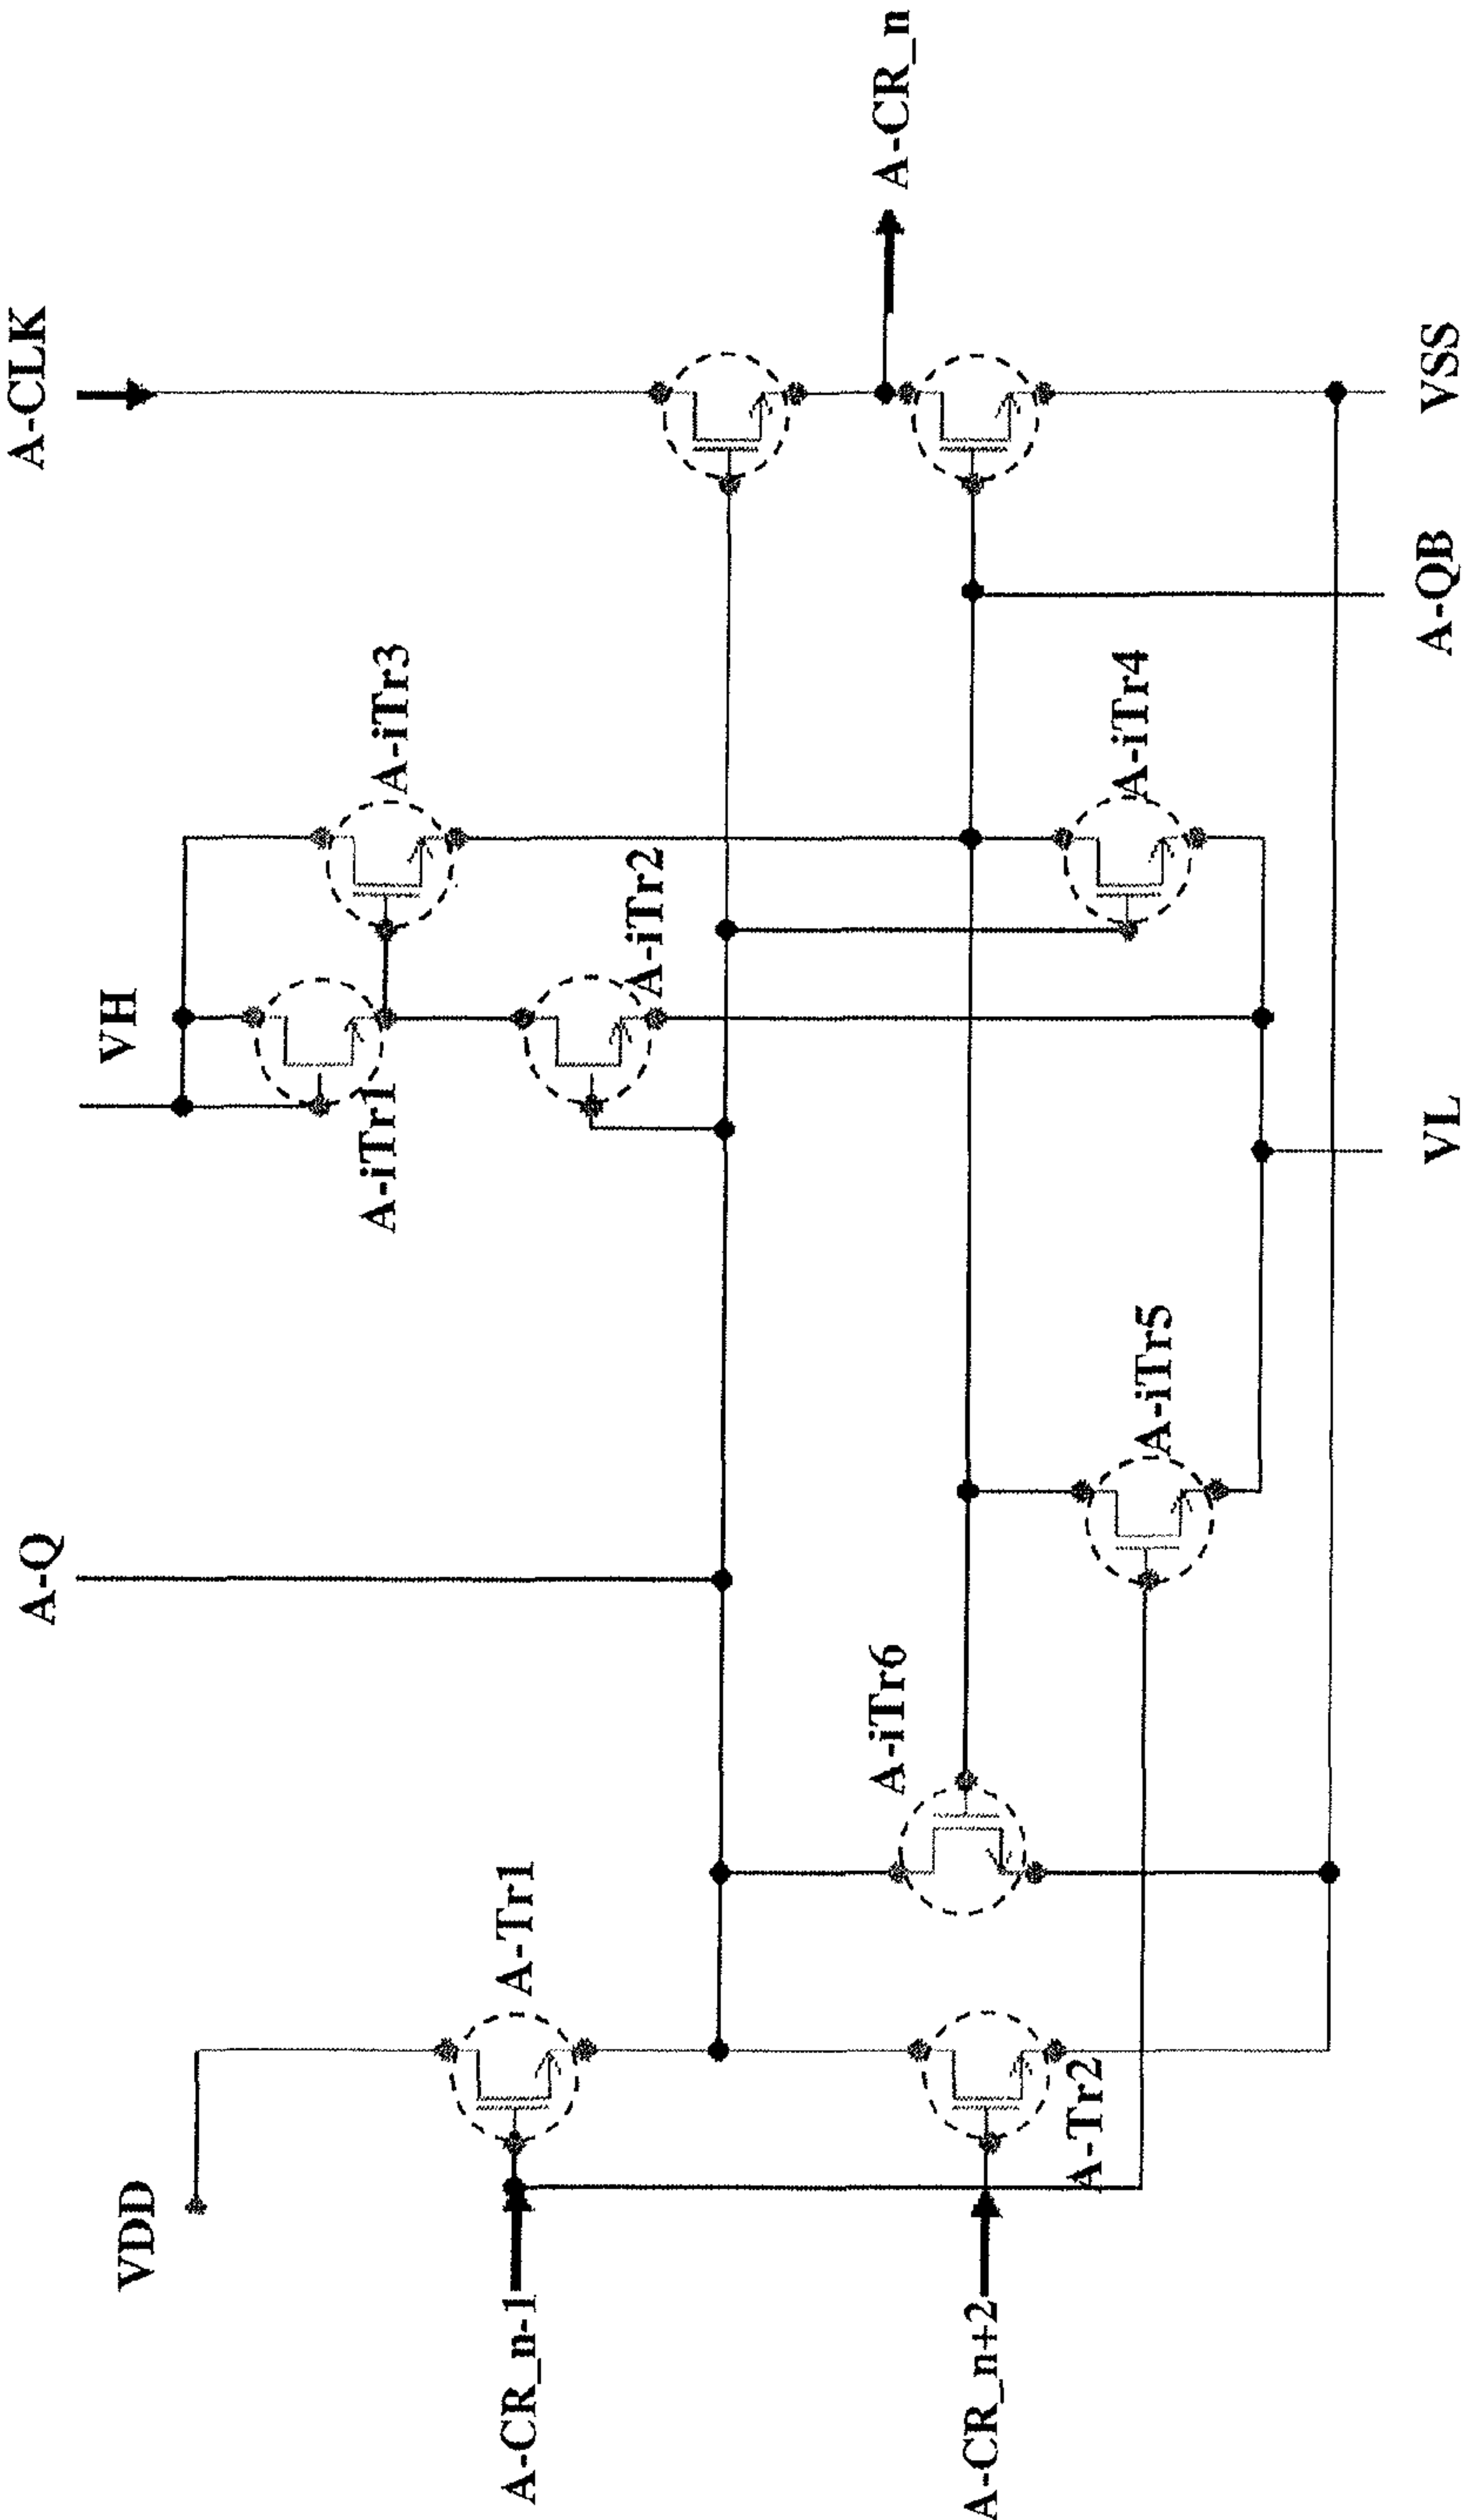 VDD
A-CR_n-1
A-CR_n+2
A-Tr1
A-Tr2
A-iTr6
A-Q
A-iTr5
VH
A-iTr1
A-iTr2
A-iTr3
A-iTr4
VL
A-QB
A-CLK
VSS
A-CR_n